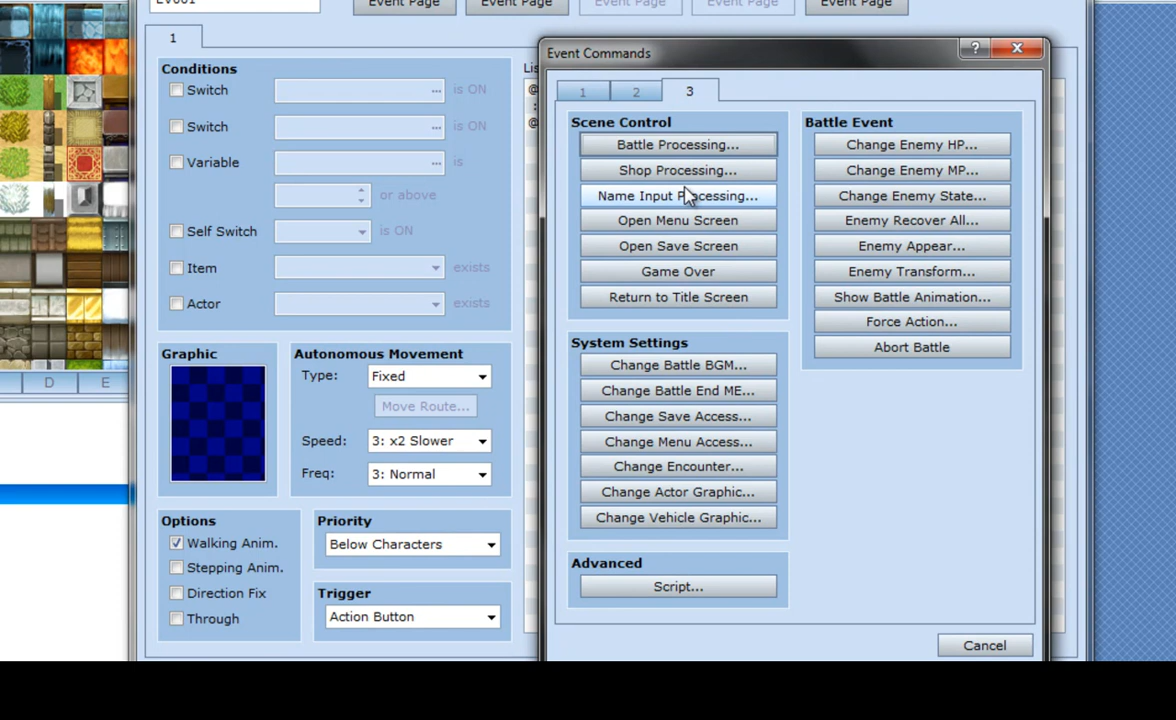 EV001
Event Page Event Page Event Page Event Page Event Page
1
Conditions
Switch ... is ON
Switch ... is ON
Variable ... is
or above
Self Switch is ON
Item exists
Actor exists
Graphic
Autonomous Movement
Type: Fixed
Move Route...
Speed: 3: x2 Slower
Freq: 3: Normal
Options
Walking Anim.
Stepping Anim.
Direction Fix
Through
Priority
Below Characters
Trigger
Action Button
D E
Event Commands
?
1 2 3
Scene Control
Battle Processing...
Shop Processing...
Name Input Processing...
Open Menu Screen
Open Save Screen
Game Over
Return to Title Screen
System Settings
Change Battle BGM...
Change Battle End ME...
Change Save Access...
Change Menu Access...
Change Encounter...
Change Actor Graphic...
Change Vehicle Graphic...
Advanced
Script...
Battle Event
Change Enemy HP...
Change Enemy MP...
Change Enemy State...
Enemy Recover All...
Enemy Appear...
Enemy Transform...
Show Battle Animation...
Force Action...
Abort Battle
Cancel